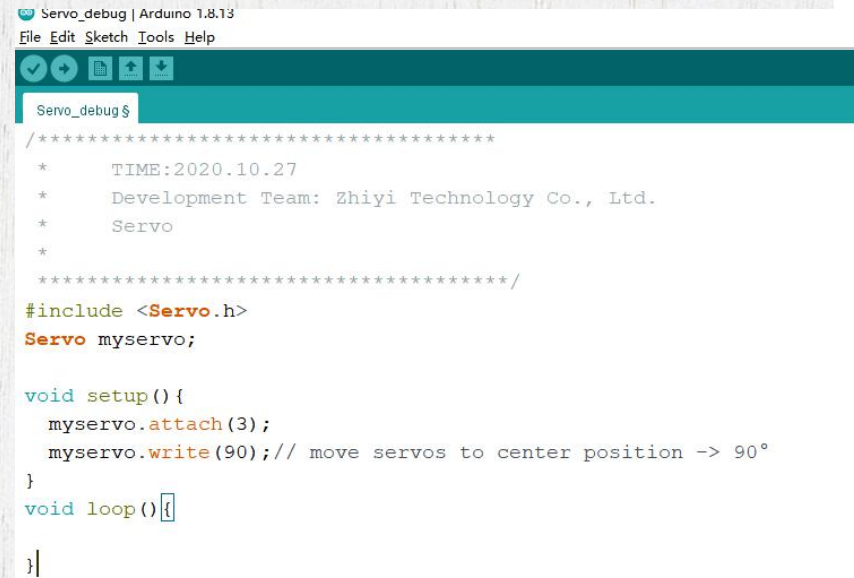 Servo_debug | Arduino 1.8.13
File Edit Sketch Tools Help
Servo_debug §
/*************************************
 *     TIME:2020.10.27
 *     Development Team: Zhiyi Technology Co., Ltd.
 *     Servo
 *
 **************************************/
#include <Servo.h>
Servo myservo;
void setup(){
  myservo.attach(3);
  myservo.write(90);// move servos to center position -> 90°
}
void loop(){
}